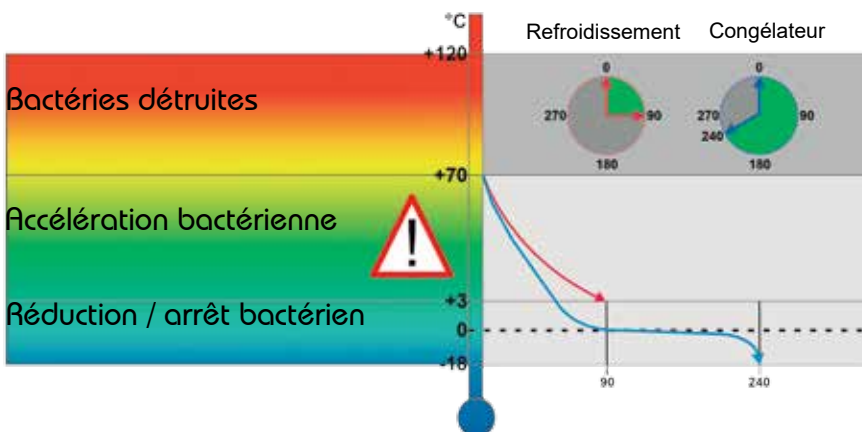 °C
Refroidissement
Congélateur
+120
Bactéries détruites
0
270
90
180
0
270
240
90
180
+70
Accélération bactérienne
!
+3
Réduction / arrêt bactérien
0
-18
90
240